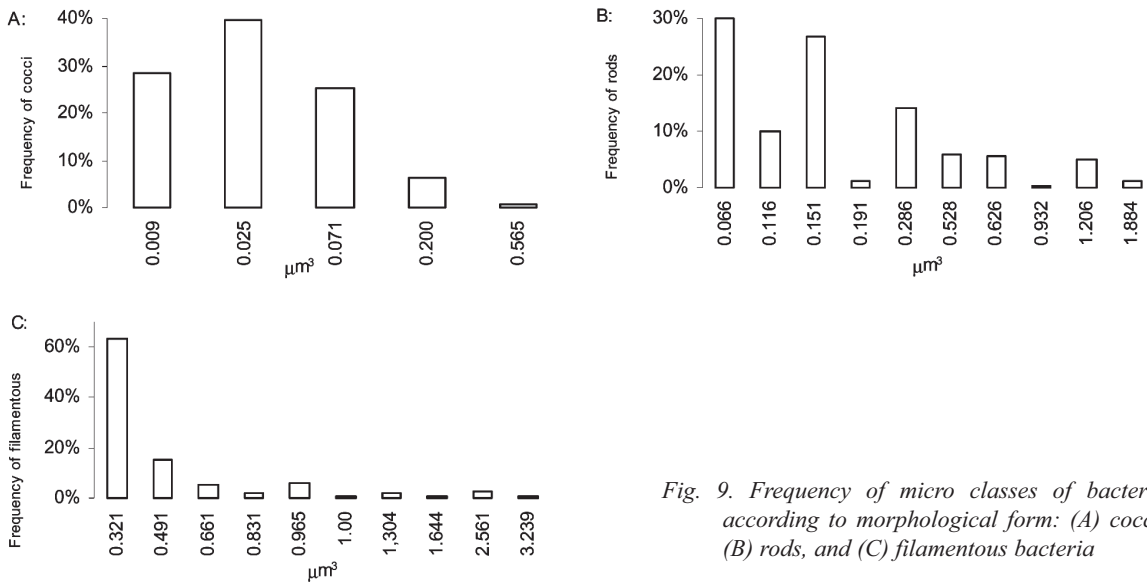 A:
Frequency of cocci
40%
30%
20%
10%
0%
0.009 0.025 0.071 0.200 0.565
µm³
B:
Frequency of rods
30%
20%
10%
0%
0.066 0.116 0.151 0.191 0.286 0.528 0.626 0.932 1.206 1.884
µm³
C:
Frequency of filamentous
60%
40%
20%
0%
0.321 0.491 0.661 0.831 0.965 1.00 1,304 1.644 2.561 3.239
µm³
Fig. 9. Frequency of micro classes of bacter
according to morphological form: (A) coc
(B) rods, and (C) filamentous bacteria